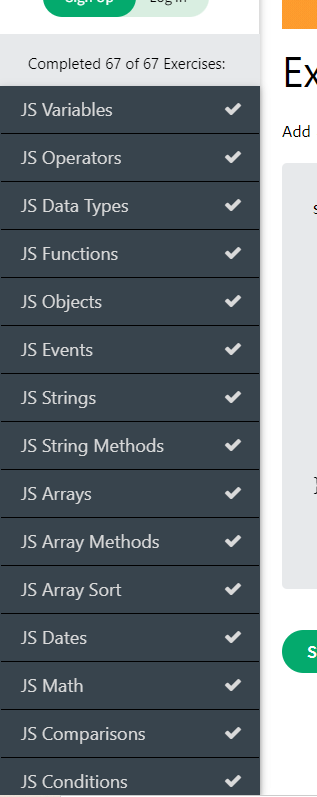 Sign Up Log in
Completed 67 of 67 Exercises:
JS Variables
JS Operators
JS Data Types
JS Functions
JS Objects
JS Events
JS Strings
JS String Methods
JS Arrays
JS Array Methods
JS Array Sort
JS Dates
JS Math
JS Comparisons
JS Conditions
Ex
Add
s
}
S